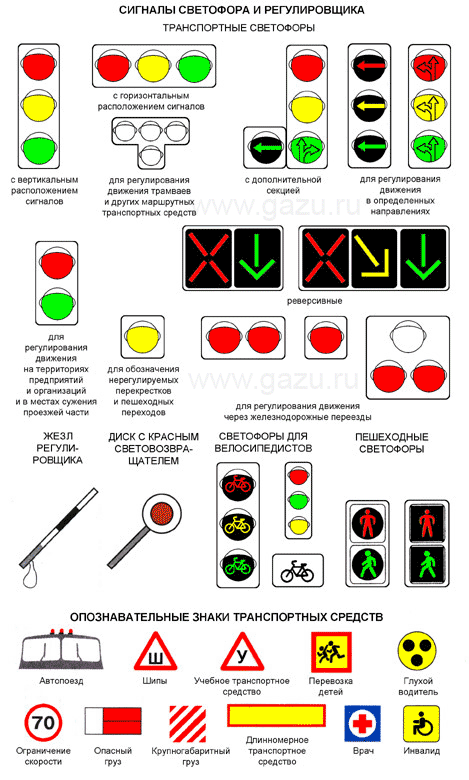 СИГНАЛЫ СВЕТОФОРА И РЕГУЛИРОВЩИКА
ТРАНСПОРТНЫЕ СВЕТОФОРЫ
с горизонтальным
расположением сигналов
с вертикальным
расположением
сигналов
для регулирования
движения трамваев
и других маршрутных
транспортных средств
с дополнительной
секцией
для регулирования
движения
в определенных
направлениях
www.gazu.ru
реверсивные
для
регулирования
движения
на территориях
предприятий
и организаций
и в местах сужения
проезжей части
для обозначения
нерегулируемых
перекрестков
и пешеходных
переходов
www.gazu.ru
для регулирования движения
через железнодорожные переезды
ЖЕЗЛ
РЕГУЛИ-
РОВЩИКА
ДИСК С КРАСНЫМ
СВЕТОВОЗВРА-
ЩАТЕЛЕМ
СВЕТОФОРЫ ДЛЯ
ВЕЛОСИПЕДИСТОВ
ПЕШЕХОДНЫЕ
СВЕТОФОРЫ
ОПОЗНАВАТЕЛЬНЫЕ ЗНАКИ ТРАНСПОРТНЫХ СРЕДСТВ
Ш
У
Автопоезд
Шипы
Учебное транспортное
средство
Перевозка
детей
Глухой
водитель
70
Ограничение
скорости
Опасный
груз
Крупногабаритный
груз
Длинномерное
транспортное
средство
Врач
Инвалид